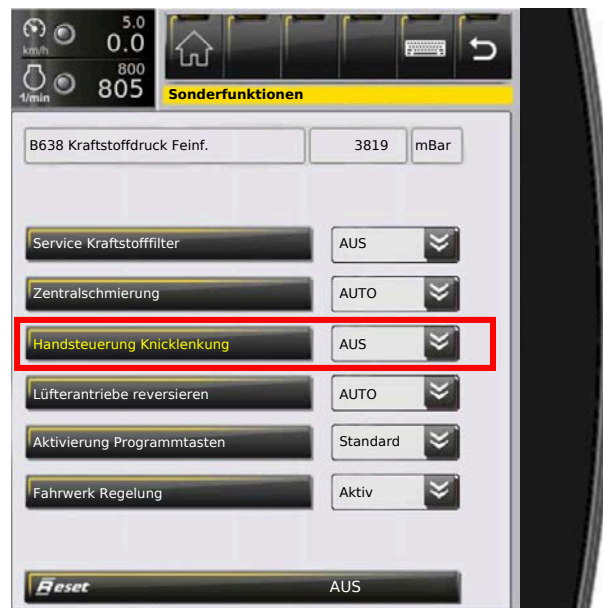 km/h 5.0
0.0
1/min 800
805
Sonderfunktionen
B638 Kraftstoffdruck Feinf. 3819 mBar
Service Kraftstofffilter AUS
Zentralschmierung AUTO
Handsteuerung Knicklenkung AUS
Lüfterantriebe reversieren AUTO
Aktivierung Programmtasten Standard
Fahrwerk Regelung Aktiv
Reset AUS